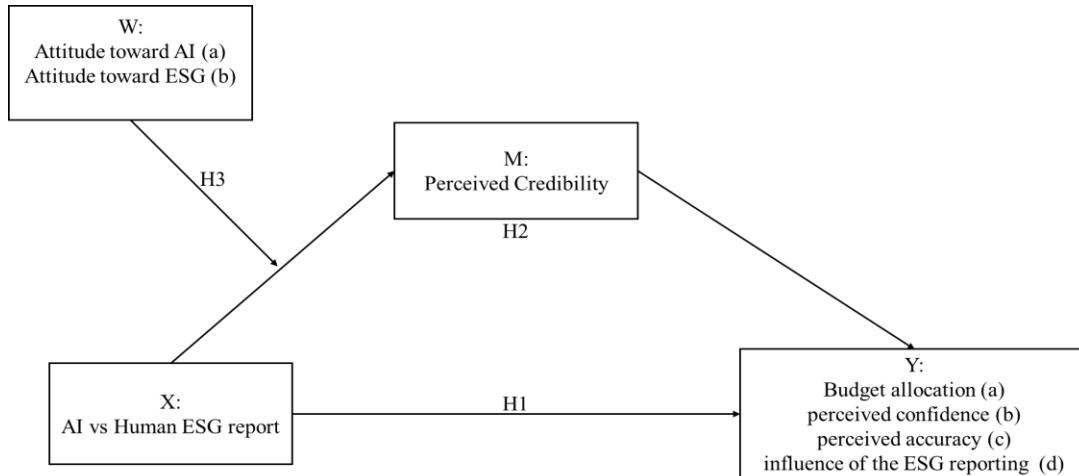 W:
Attitude toward AI (a)
Attitude toward ESG (b)
H3
M:
Perceived Credibility
H2
X:
AI vs Human ESG report
H1
Y:
Budget allocation (a)
perceived confidence (b)
perceived accuracy (c)
influence of the ESG reporting (d)